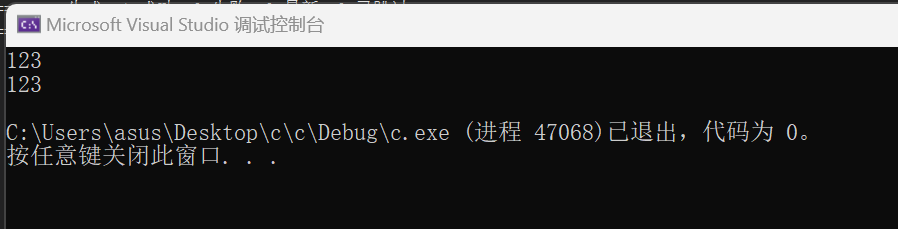 Microsoft Visual Studio 调试控制台
123
123
C:\Users\asus\Desktop\c\c\Debug\c.exe (进程 47068)已退出，代码为 0。
按任意键关闭此窗口. . .